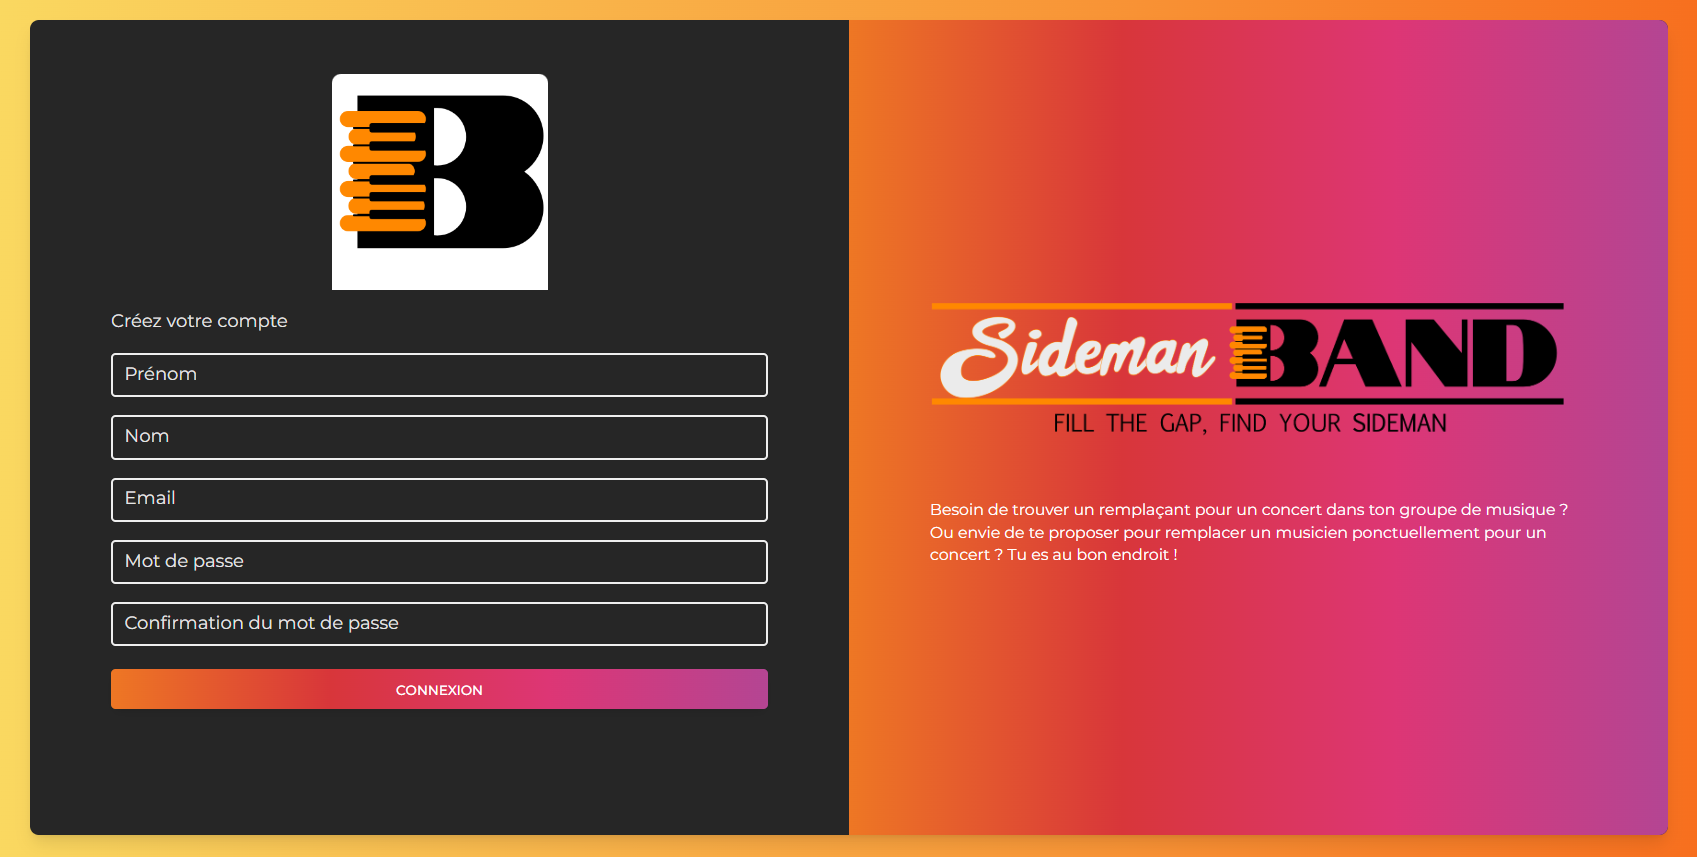 B
Créez votre compte
Prénom
Nom
Email
Mot de passe
Confirmation du mot de passe
CONNEXION
Sideman BAND
FILL THE GAP, FIND YOUR SIDEMAN
Besoin de trouver un remplaçant pour un concert dans ton groupe de musique ?
Ou envie de te proposer pour remplacer un musicien ponctuellement pour un
concert ? Tu es au bon endroit !